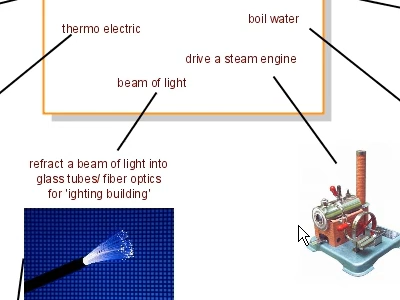 boil water
thermo electric
drive a steam engine
beam of light
refract a beam of light into
glass tubes/ fiber optics
for 'ighting building'